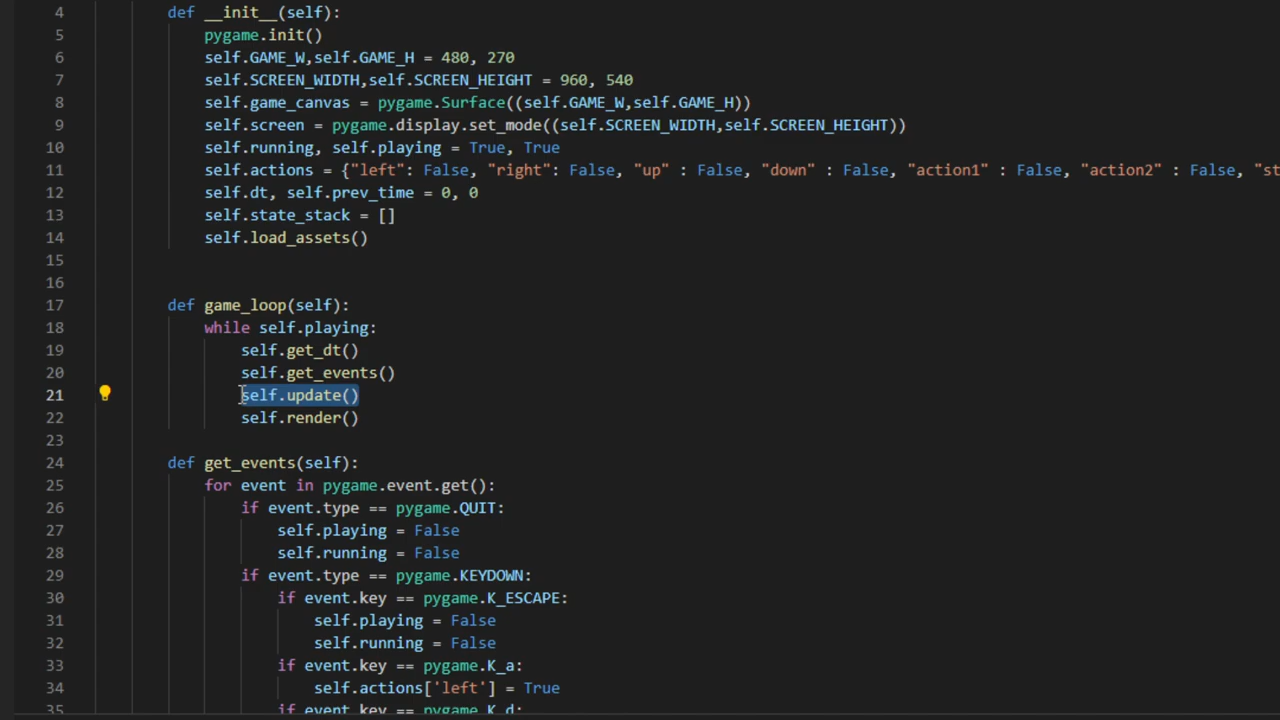 4 def __init__(self):
5 pygame.init()
6 self.GAME_W,self.GAME_H = 480, 270
7 self.SCREEN_WIDTH,self.SCREEN_HEIGHT = 960, 540
8 self.game_canvas = pygame.Surface((self.GAME_W,self.GAME_H))
9 self.screen = pygame.display.set_mode((self.SCREEN_WIDTH,self.SCREEN_HEIGHT))
10 self.running, self.playing = True, True
11 self.actions = {"left": False, "right": False, "up" : False, "down" : False, "action1" : False, "action2" : False, "st
12 self.dt, self.prev_time = 0, 0
13 self.state_stack = []
14 self.load_assets()
15
16
17 def game_loop(self):
18 while self.playing:
19 self.get_dt()
20 self.get_events()
21 self.update()
22 self.render()
23
24 def get_events(self):
25 for event in pygame.event.get():
26 if event.type == pygame.QUIT:
27 self.playing = False
28 self.running = False
29 if event.type == pygame.KEYDOWN:
30 if event.key == pygame.K_ESCAPE:
31 self.playing = False
32 self.running = False
33 if event.key == pygame.K_a:
34 self.actions['left'] = True
35 if event.key == pygame.K_d: